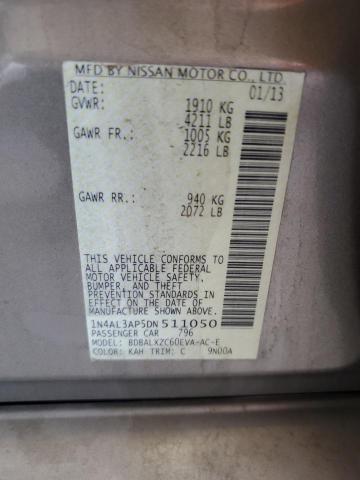 MFD BY NISSAN MOTOR CO., LTD.
DATE: 01/13
GVWR: 1910 KG
4211 LB
GAWR FR.: 1005 KG
2216 LB
GAWR RR.: 940 KG
2072 LB
THIS VEHICLE CONFORMS TO
ALL APPLICABLE FEDERAL
MOTOR VEHICLE SAFETY,
BUMPER, AND THEFT
PREVENTION STANDARDS IN
EFFECT ON THE DATE OF
MANUFACTURE SHOWN ABOVE.
1N4AL3AP5DN511050
PASSENGER CAR 796
MODEL: BDBALXZC60EVA-AC-E
COLOR: KAH TRIM: C 9N00A